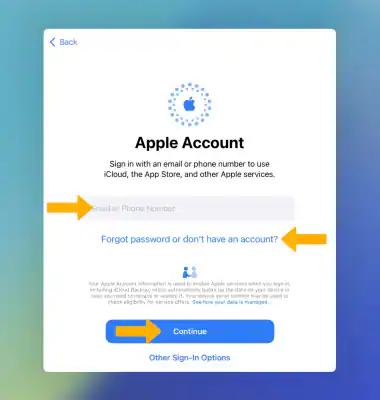 Back
Apple Account
Sign in with an email or phone number to use
iCloud, the App Store, and other Apple services.
Email or Phone Number
Forgot password or don't have an account?
Your Apple Account information is used to enable Apple services when you sign in,
including iCloud Backup, which automatically backs up the data on your device in
case you need to replace or restore it. Your device serial number may be used to
check eligibility for service offers. See how your data is managed...
Continue
Other Sign-In Options